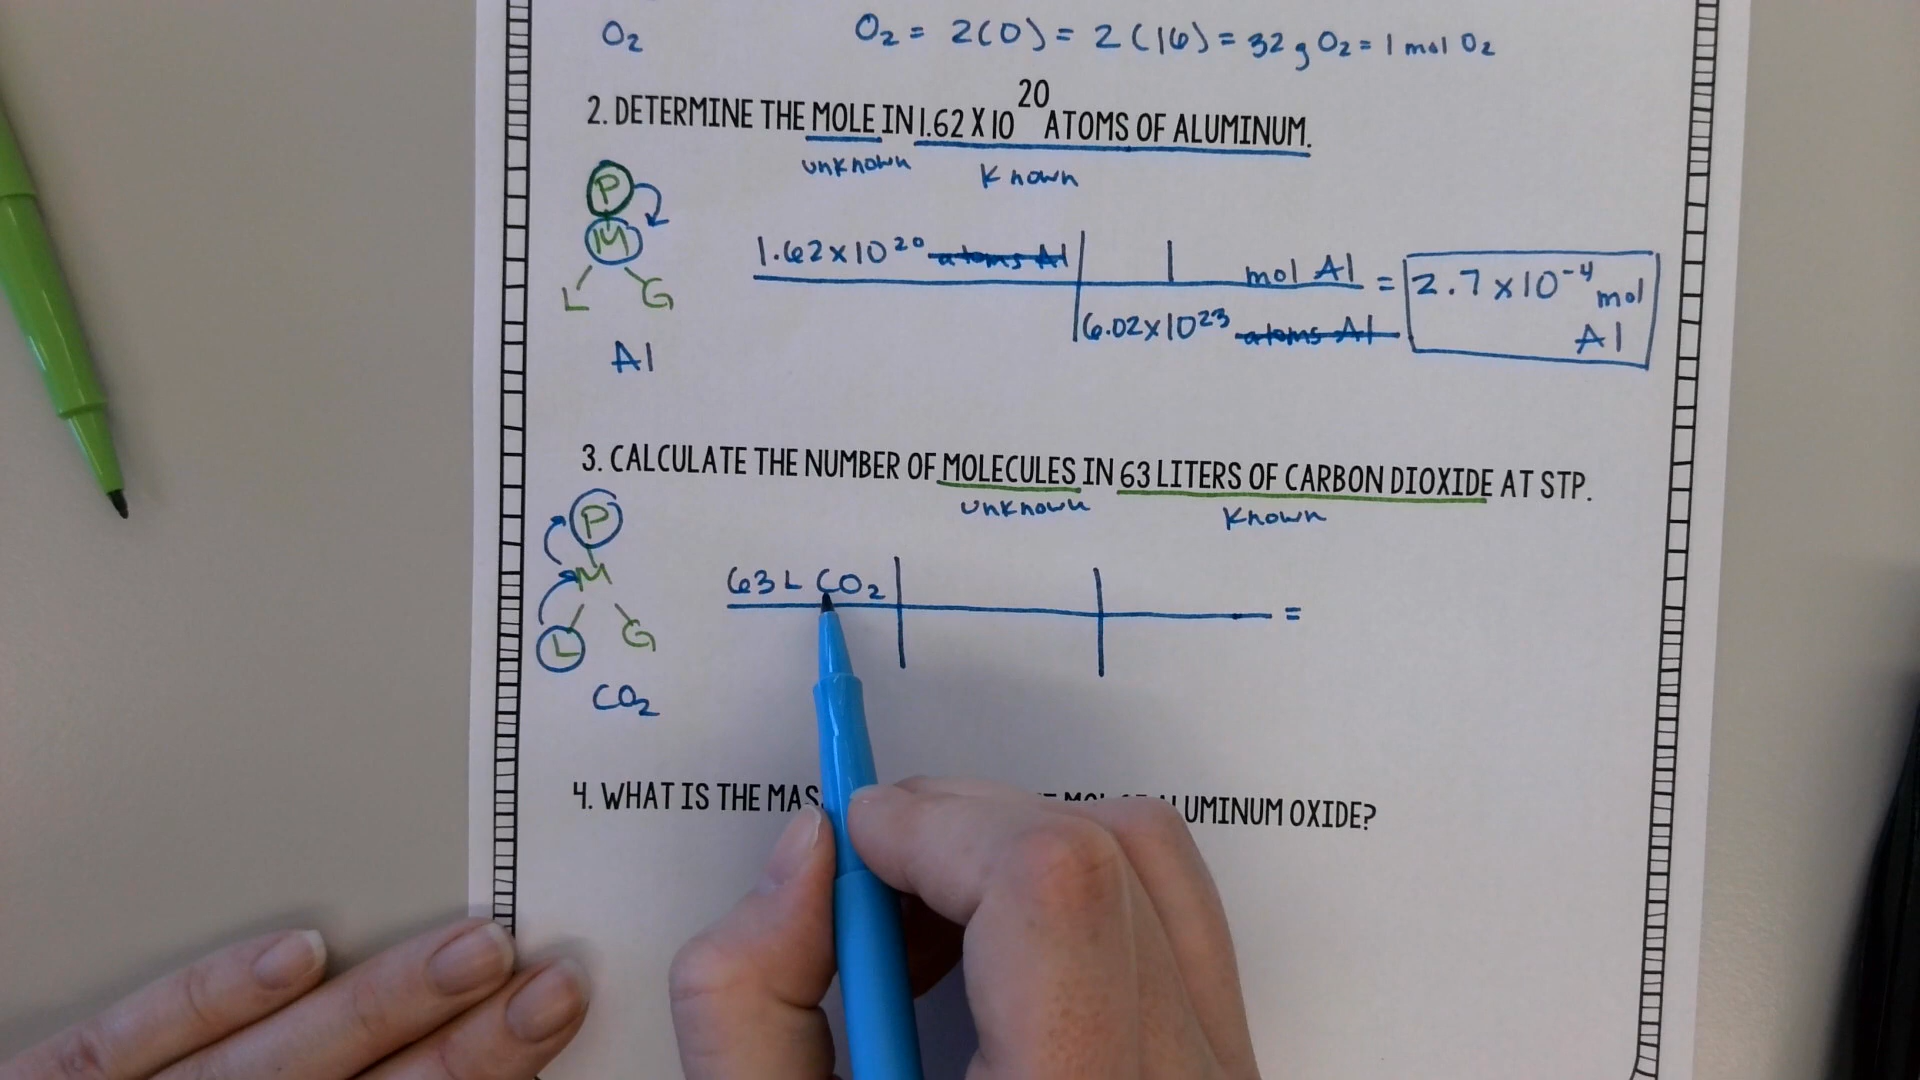 O2 O2 = 2(O) = 2(16) = 32 g O2 = 1 mol O2
2. DETERMINE THE MOLE IN 1.62 X 10^20 ATOMS OF ALUMINUM.
unknown known
P
M
L G
Al
1.62x10^20 atoms Al | 1 mol Al = 2.7x10^-4 mol
6.02x10^23 atoms Al Al
3. CALCULATE THE NUMBER OF MOLECULES IN 63 LITERS OF CARBON DIOXIDE AT STP.
unknown known
P
M
L G
CO2
63 L CO2 =
4. WHAT IS THE ALUMINUM OXIDE?